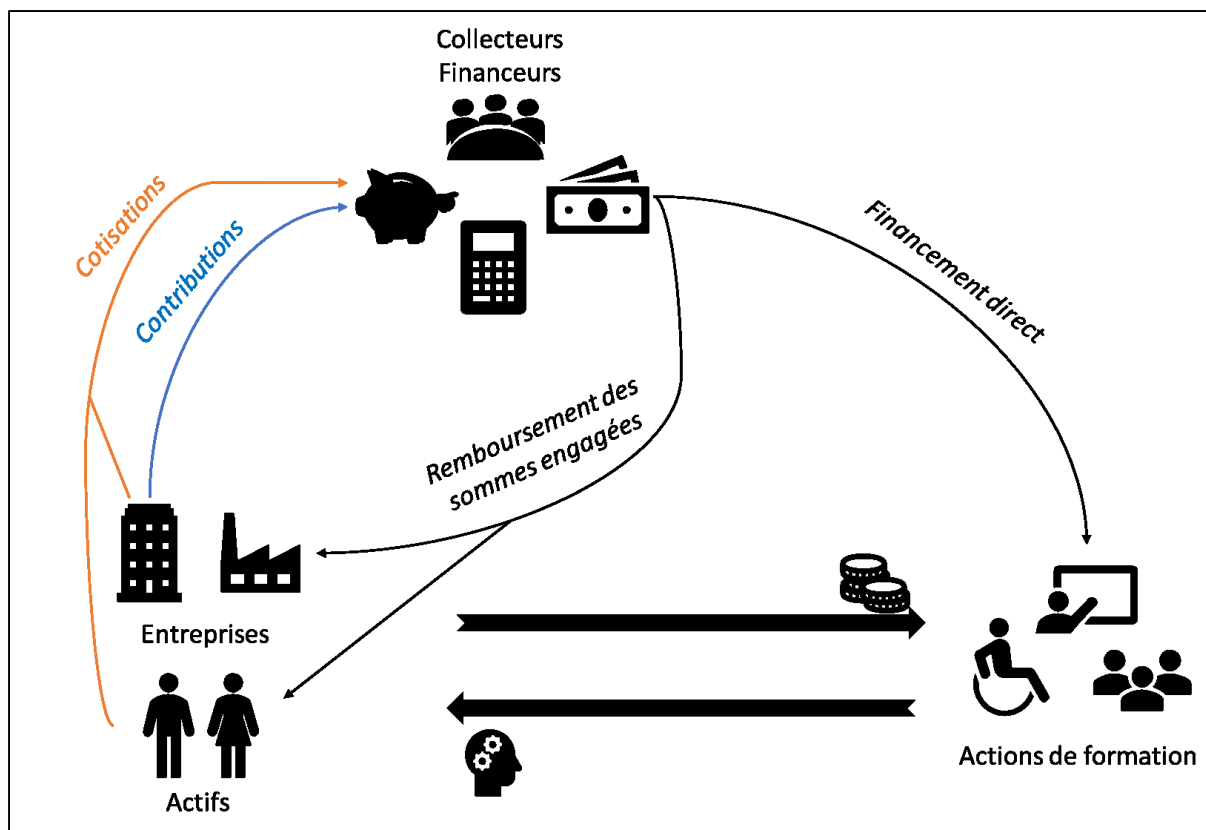 Collecteurs
Financeurs
Cotisations
Contributions
Financement direct
Remboursement des
sommes engagées
Entreprises
Actifs
Actions de formation